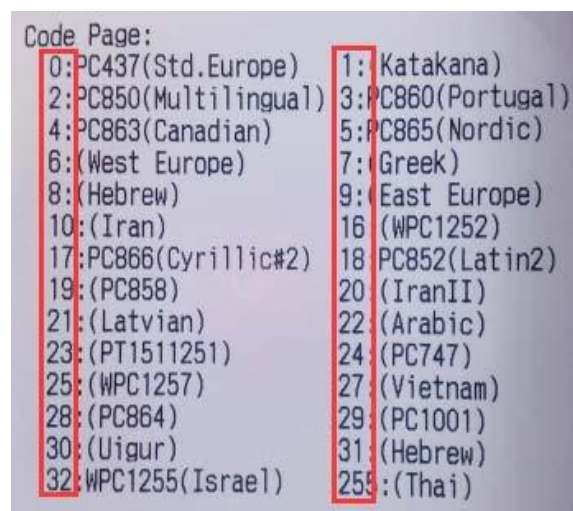 Code Page:
0:PC437(Std.Europe) 1:(Katakana)
2:PC850(Multilingual) 3:PC860(Portugal)
4:PC863(Canadian) 5:PC865(Nordic)
6:(West Europe) 7:(Greek)
8:(Hebrew) 9:(East Europe)
10:(Iran) 16:(WPC1252)
17:PC866(Cyrillic#2) 18:PC852(Latin2)
19:(PC858) 20:(IranII)
21:(Latvian) 22:(Arabic)
23:(PT1511251) 24:(PC747)
25:(WPC1257) 27:(Vietnam)
28:(PC864) 29:(PC1001)
30:(Uigur) 31:(Hebrew)
32:WPC1255(Israel) 255:(Thai)